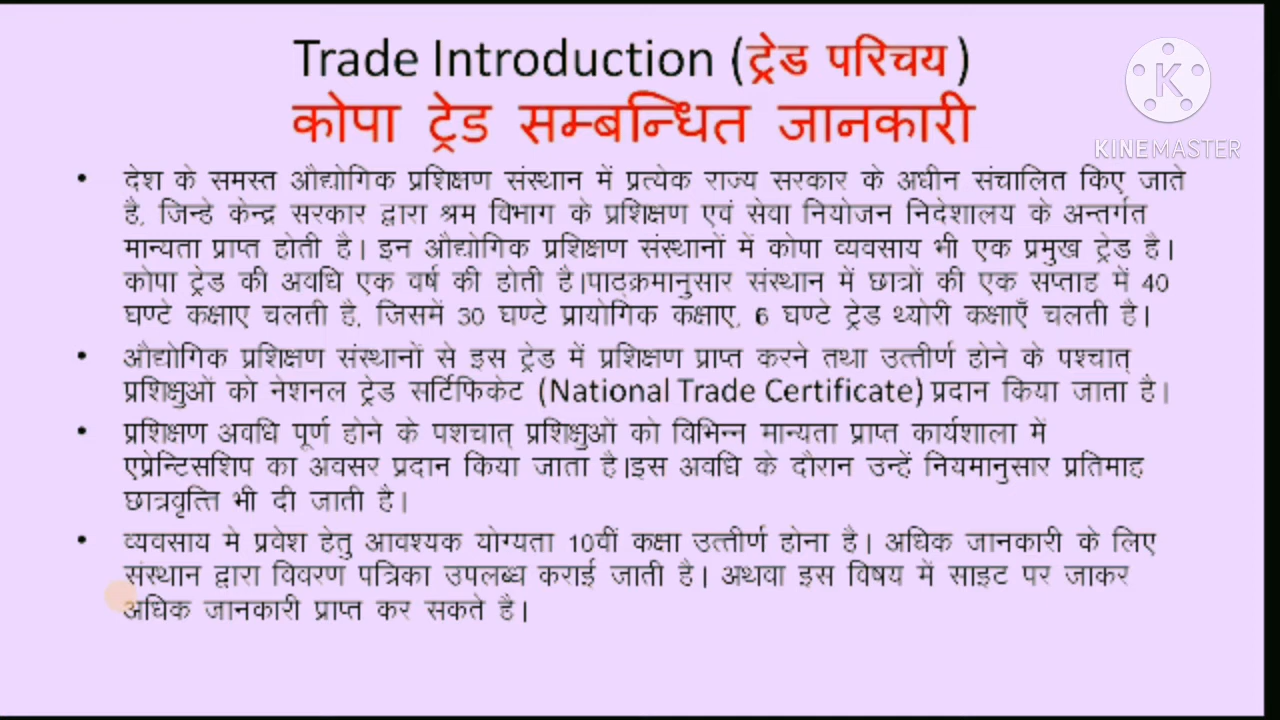 Trade Introduction (ट्रेड परिचय)
कोपा ट्रेड सम्बन्धित जानकारी
K
KINEMASTER
• देश के समस्त औद्योगिक प्रशिक्षण संस्थान में प्रत्येक राज्य सरकार के अधीन संचालित किए जाते
है, जिन्हे केन्द्र सरकार द्वारा श्रम विभाग के प्रशिक्षण एवं सेवा नियोजन निदेशालय के अन्तर्गत
मान्यता प्राप्त होती है। इन औद्योगिक प्रशिक्षण संस्थानों में कोपा व्यवसाय भी एक प्रमुख ट्रेड है।
कोपा ट्रेड की अवधि एक वर्ष की होती है।पाठ्क्रमानुसार संस्थान में छात्रों की एक सप्ताह में 40
घण्टे कक्षाए चलती है, जिसमें 30 घण्टे प्रायोगिक कक्षाए, 6 घण्टे ट्रेड थ्योरी कक्षाएँ चलती है।
• औद्योगिक प्रशिक्षण संस्थानों से इस ट्रेड में प्रशिक्षण प्राप्त करने तथा उत्तीर्ण होने के पश्चात्
प्रशिक्षुओं को नेशनल ट्रेड सर्टिफिकेट (National Trade Certificate) प्रदान किया जाता है।
• प्रशिक्षण अवधि पूर्ण होने के पशचात् प्रशिक्षुओं को विभिन्न मान्यता प्राप्त कार्यशाला में
एप्रेन्टिसशिप का अवसर प्रदान किया जाता है।इस अवधि के दौरान उन्हें नियमानुसार प्रतिमाह
छात्रवृत्ति भी दी जाती है।
• व्यवसाय मे प्रवेश हेतु आवश्यक योग्यता 10वीं कक्षा उत्तीर्ण होना है। अधिक जानकारी के लिए
संस्थान द्वारा विवरण पत्रिका उपलब्ध कराई जाती है। अथवा इस विषय में साइट पर जाकर
अधिक जानकारी प्राप्त कर सकते है।